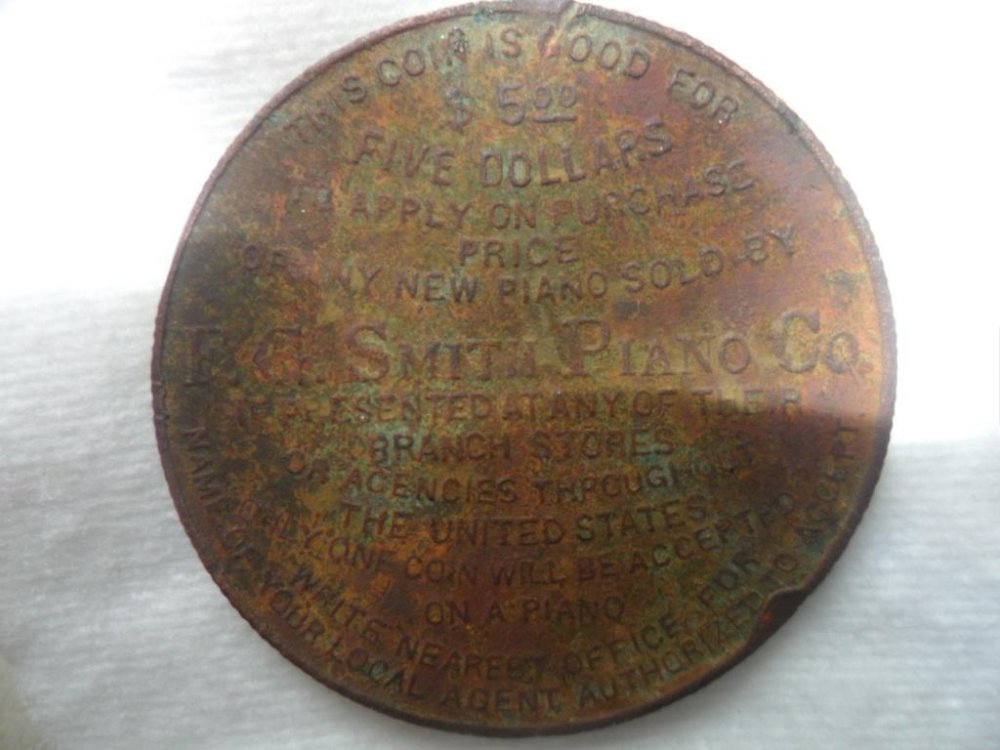 THIS COIN IS GOOD FOR
$ 5.00
FIVE DOLLARS
TO APPLY ON PURCHASE
PRICE
OF ANY NEW PIANO SOLD BY
F. G. SMITH PIANO CO.
REPRESENTED AT ANY OF THEIR
BRANCH STORES
OR AGENCIES THROUGHOUT
THE UNITED STATES
ONLY ONE COIN WILL BE ACCEPTED
ON A PIANO
WRITE NEAREST OFFICE FOR
NAME OF YOUR LOCAL AGENT AUTHORIZED TO ACCEPT.